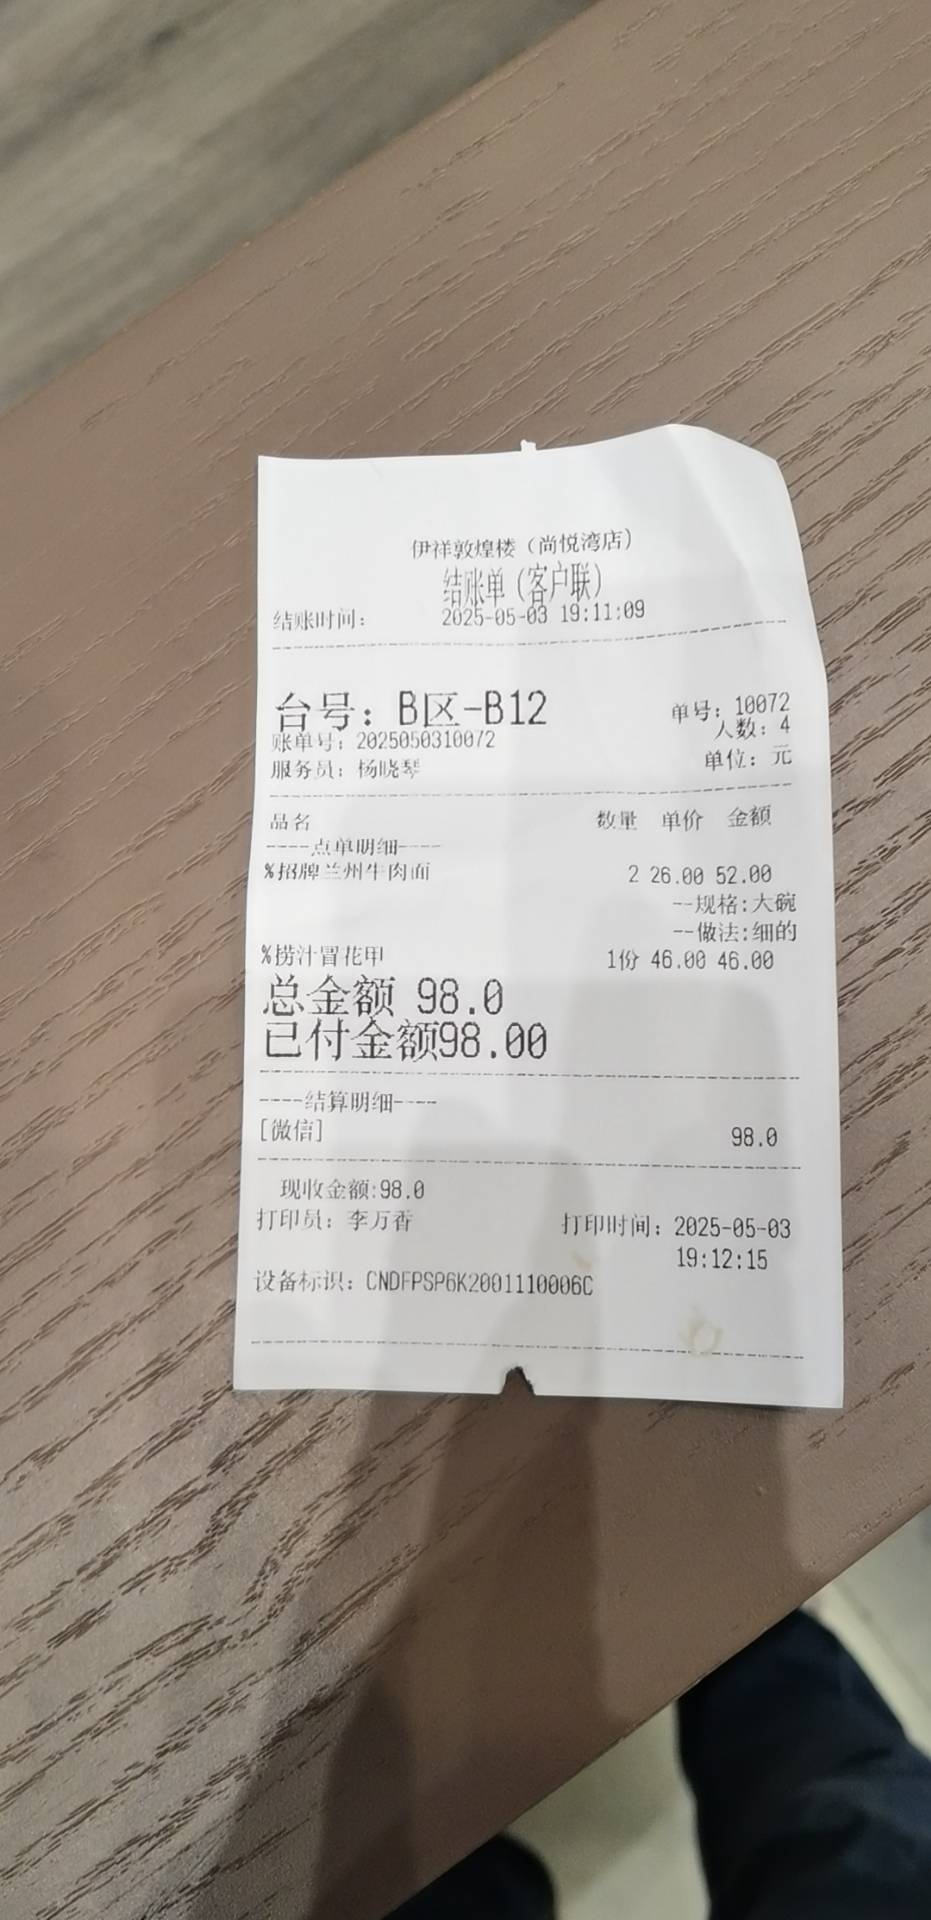 伊祥敦煌楼（尚悦湾店）
结账单（客户联）
结账时间： 2025-05-03 19:11:09
台号：B区-B12 单号：10072
人数：4
账单号：2025050310072
服务员：杨晓琴 单位：元
品名 数量 单价 金额
----点单明细----
%招牌兰州牛肉面 2 26.00 52.00
--规格:大碗
--做法:细的
%捞汁冒花甲 1份 46.00 46.00
总金额 98.0
已付金额98.00
----结算明细----
[微信] 98.0
现收金额:98.0
打印员：李万香 打印时间：2025-05-03
19:12:15
设备标识：CNDFPSP6K2001110006C